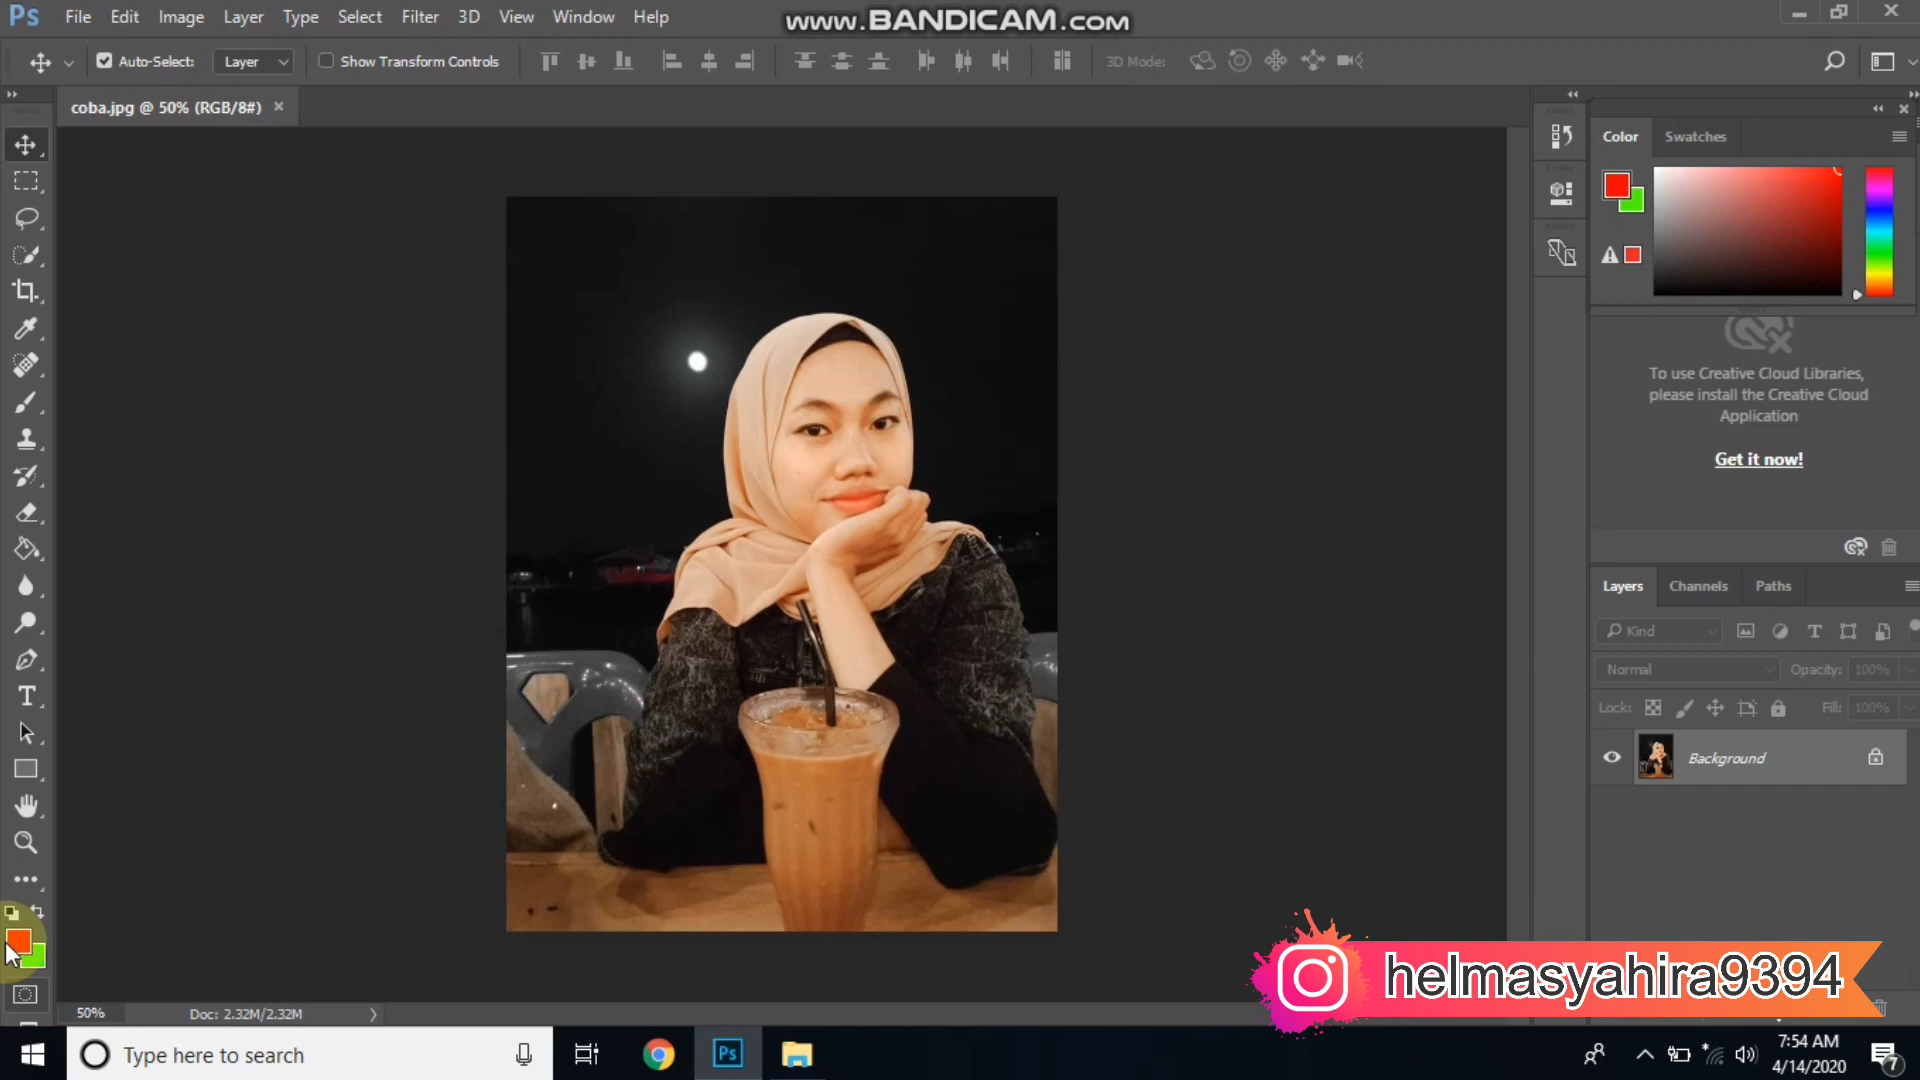 Ps File Edit Image Layer Type Select Filter 3D View Window Help
www.BANDICAM.com
Auto-Select: Layer Show Transform Controls 3D Mode:
coba.jpg @ 50% (RGB/8#)
Color Swatches
To use Creative Cloud Libraries,
please install the Creative Cloud
Application
Get it now!
Layers Channels Paths
Kind
Normal Opacity: 100%
Lock: Fill: 100%
Background
helmasyahira9394
50% Doc: 2.32M/2.32M
Type here to search
Ps
7:54 AM
4/14/2020
7